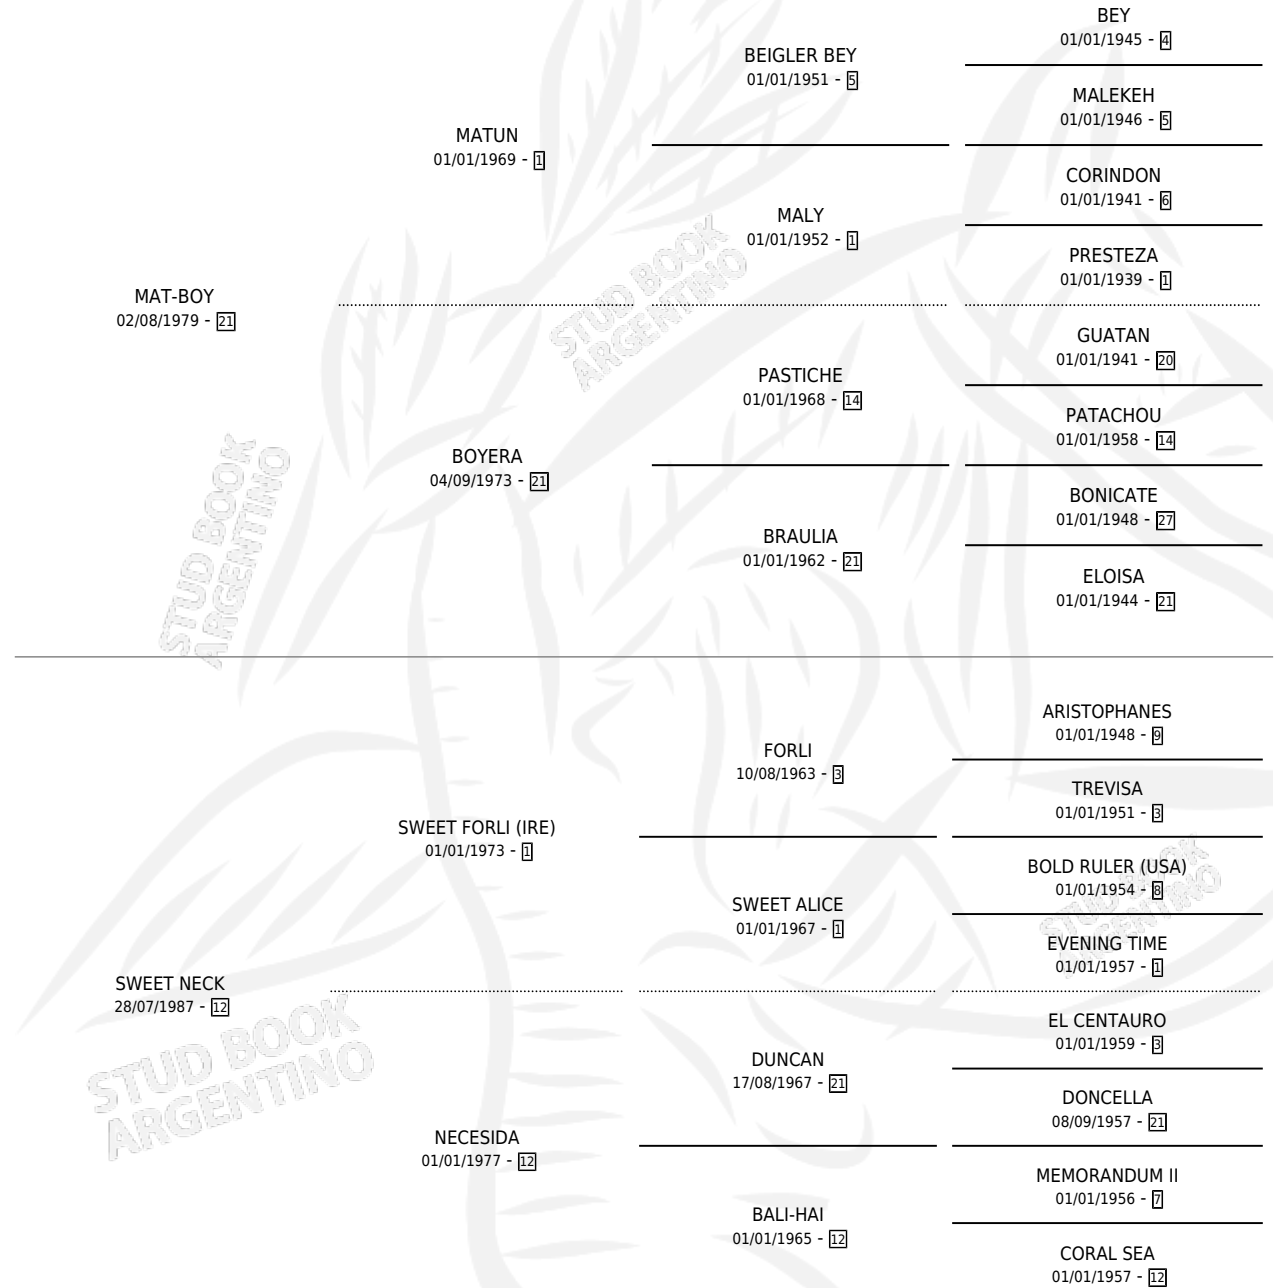 BEY
01/01/1945 - 4
BEIGLER BEY
01/01/1951 - 5
MALEKEH
01/01/1946 - 5
MATUN
01/01/1969 - 1
CORINDON
01/01/1941 - 6
MALY
01/01/1952 - 1
PRESTEZA
01/01/1939 - 1
MAT-BOY
02/08/1979 - 21
GUATAN
01/01/1941 - 20
PASTICHE
01/01/1968 - 14
PATACHOU
01/01/1958 - 14
BOYERA
04/09/1973 - 21
BONICATE
01/01/1948 - 27
BRAULIA
01/01/1962 - 21
ELOISA
01/01/1944 - 21
STUD BOOK
ARGENTINO
STUD BOOK
ARGENTINO
ARISTOPHANES
01/01/1948 - 9
FORLI
10/08/1963 - 3
TREVISA
01/01/1951 - 3
SWEET FORLI (IRE)
01/01/1973 - 1
BOLD RULER (USA)
01/01/1954 - 8
SWEET ALICE
01/01/1967 - 1
EVENING TIME
01/01/1957 - 1
STUD BOOK
ARGENTINO
SWEET NECK
28/07/1987 - 12
EL CENTAURO
01/01/1959 - 3
DUNCAN
17/08/1967 - 21
DONCELLA
08/09/1957 - 21
NECESIDA
01/01/1977 - 12
MEMORANDUM II
01/01/1956 - 7
BALI-HAI
01/01/1965 - 12
CORAL SEA
01/01/1957 - 12
STUD BOOK
ARGENTINO